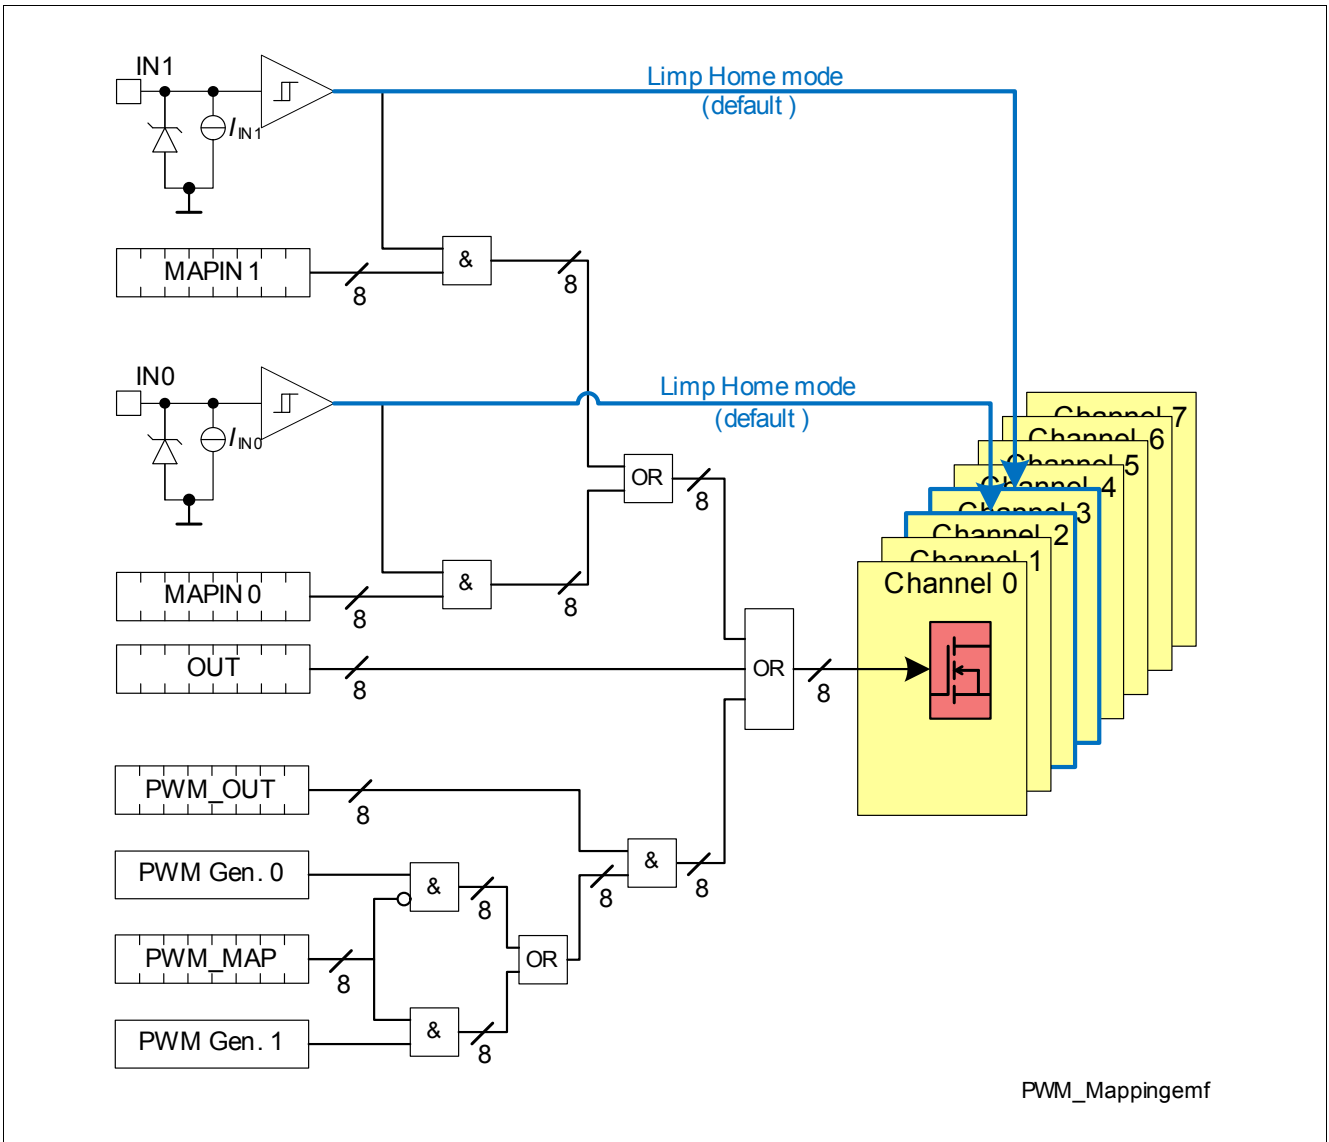 IN1
Limp Home mode
(default )
I IN1
&
MAPIN 1
8
8
IN0
Limp Home mode
(default )
I IN0
Channel 7
Channel 6
Channel 5
Channel 4
Channel 3
Channel 2
Channel 1
Channel 0
OR
8
&
MAPIN 0
8
8
OUT
8
OR
8
PWM_OUT
8
PWM Gen. 0
&
8
&
8
8
PWM_MAP
8
OR
PWM Gen. 1
&
8
PWM_Mappingemf